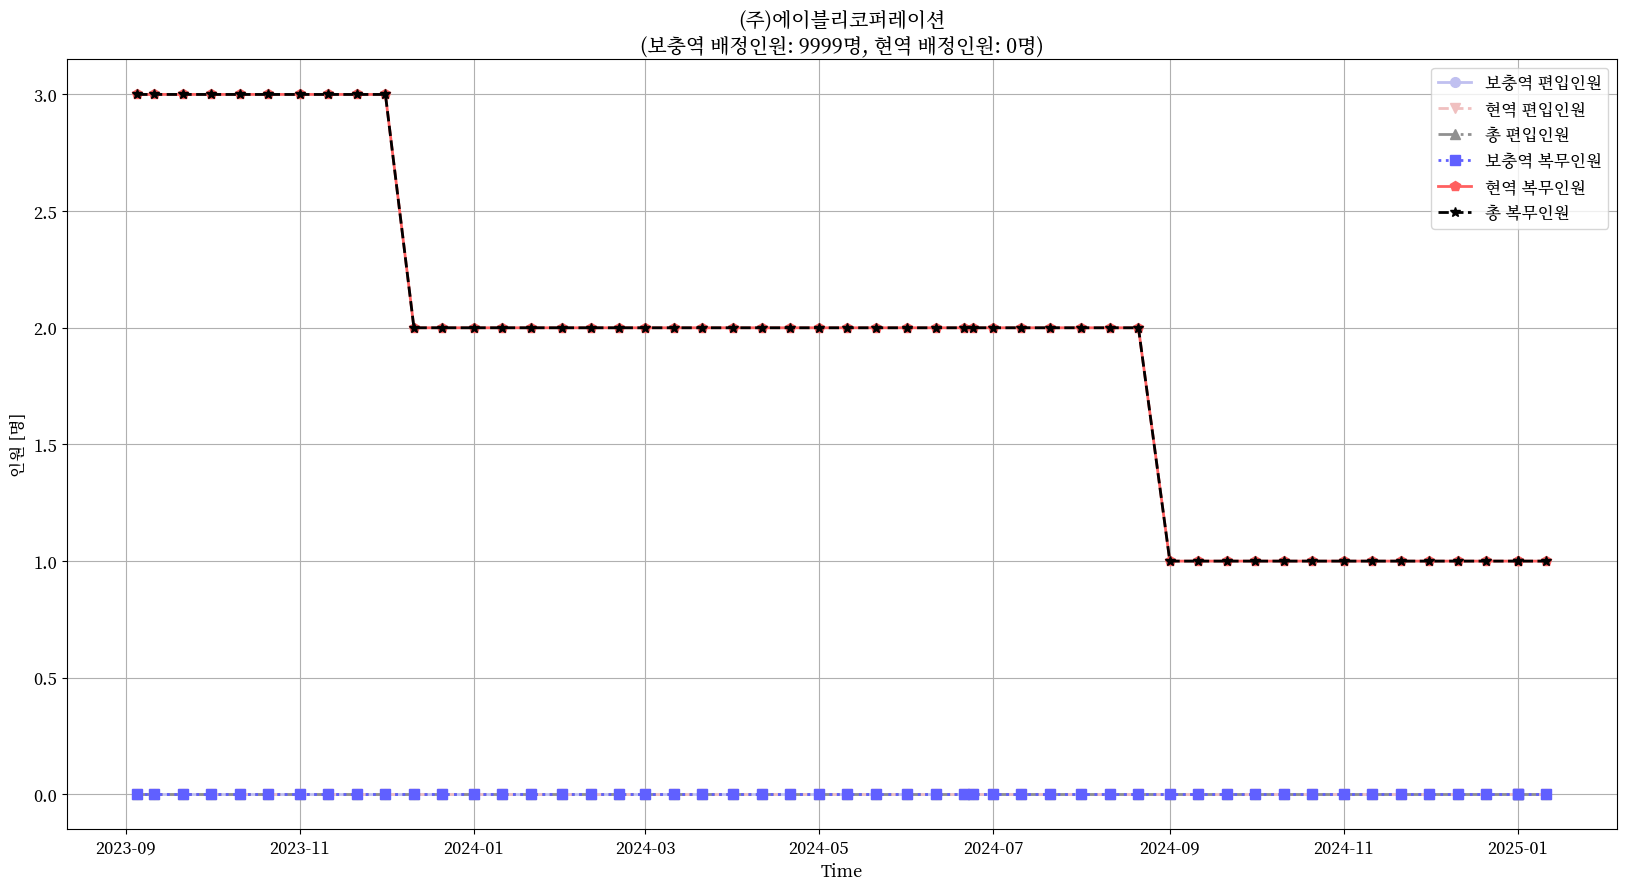 (주)에이블리코퍼레이션
(보충역 배정인원: 9999명, 현역 배정인원: 0명)
보충역 편입인원
현역 편입인원
총 편입인원
보충역 복무인원
현역 복무인원
총 복무인원
3.0
2.5
2.0
1.5
1.0
0.5
0.0
인원 [명]
2023-09 2023-11 2024-01 2024-03 2024-05 2024-07 2024-09 2024-11 2025-01
Time